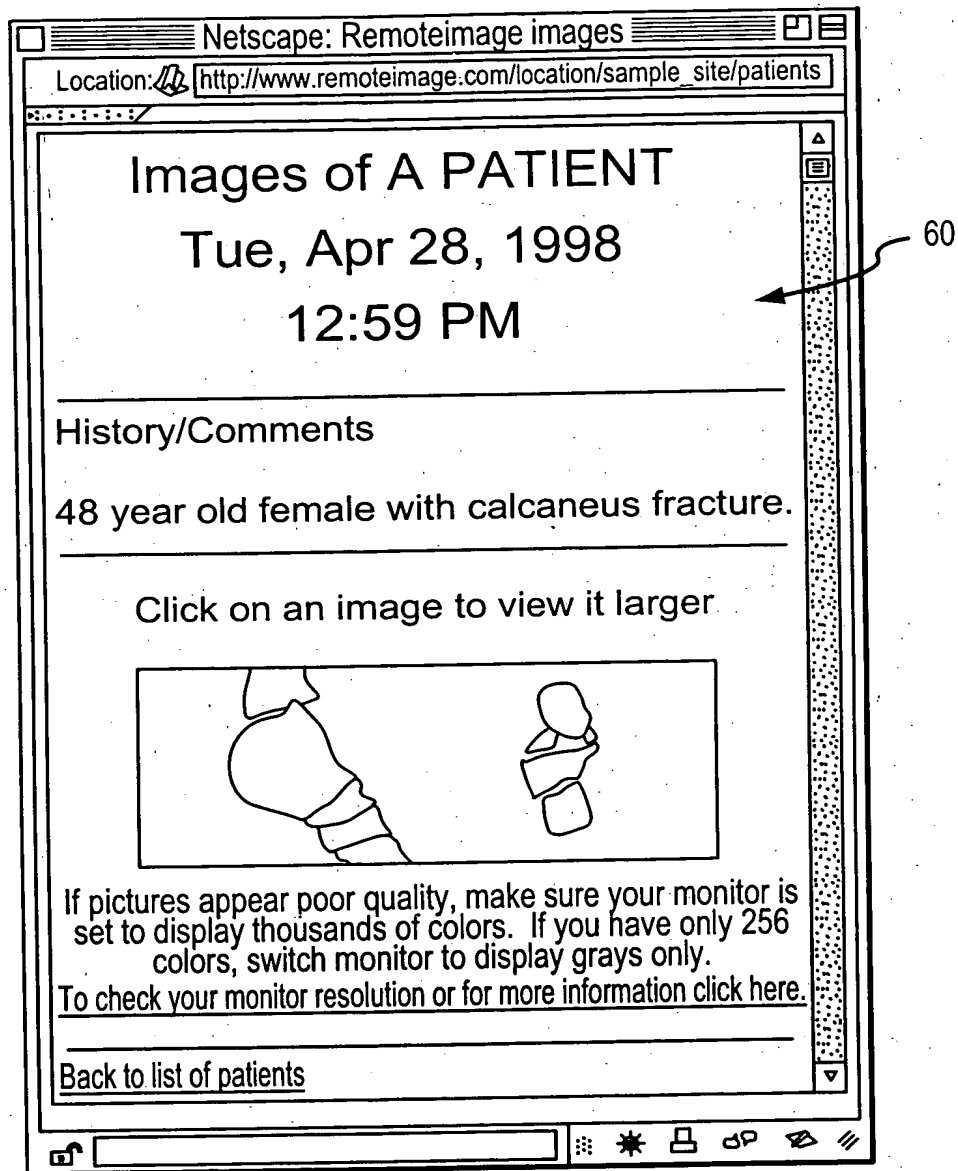 Netscape: Remoteimage images
Location: http://www.remoteimage.com/location/sample_site/patients
Images of A PATIENT
Tue, Apr 28, 1998
60
12:59 PM
History/Comments
48 year old female with calcaneus fracture.
Click on an image to view it larger
If pictures appear poor quality, make sure your monitor is
set to display thousands of colors. If you have only 256
colors, switch monitor to display grays only.
To check your monitor resolution or for more information click here.
Back to list of patients